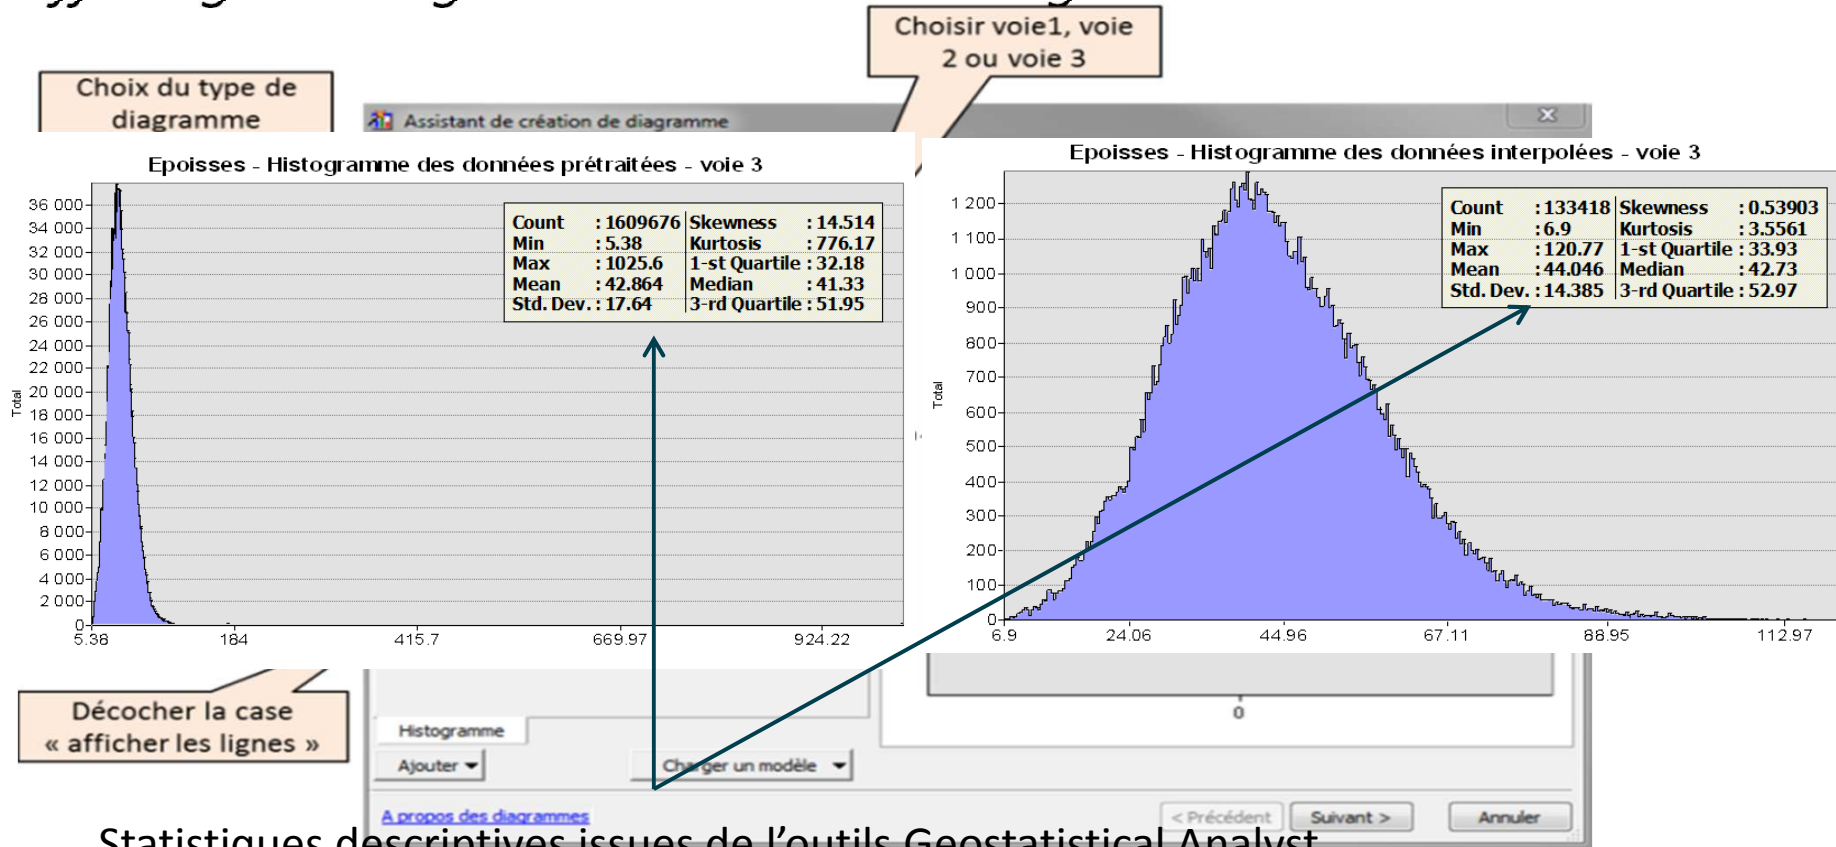 Choisir voie1, voie
2 ou voie 3
Choix du type de
diagramme
Assistant de création de diagramme
Epoisses - Histogramme des données prétraitées - voie 3
36 000
34 000
32 000
30 000
28 000
26 000
24 000
22 000
20 000
18 000
16 000
14 000
12 000
10 000
8 000
6 000
4 000
2 000
0
Total
5.38 184 415.7 669.97 924.22
Count : 1609676 Skewness : 14.514
Min : 5.38 Kurtosis : 776.17
Max : 1025.6 1-st Quartile : 32.18
Mean : 42.864 Median : 41.33
Std. Dev. : 17.64 3-rd Quartile : 51.95
Epoisses - Histogramme des données interpolées - voie 3
1 200
1 100
1 000
900
800
700
600
500
400
300
200
100
0
Total
6.9 24.06 44.96 67.11 88.95 112.97
Count : 133418 Skewness : 0.53903
Min : 6.9 Kurtosis : 3.5561
Max : 120.77 1-st Quartile : 33.93
Mean : 44.046 Median : 42.73
Std. Dev. : 14.385 3-rd Quartile : 52.97
Décocher la case
« afficher les lignes »
0
Histogramme
Ajouter
Charger un modèle
A propos des diagrammes
< Précédent Suivant > Annuler
Statistiques descriptives issues de l'outils Geostatistical Analyst